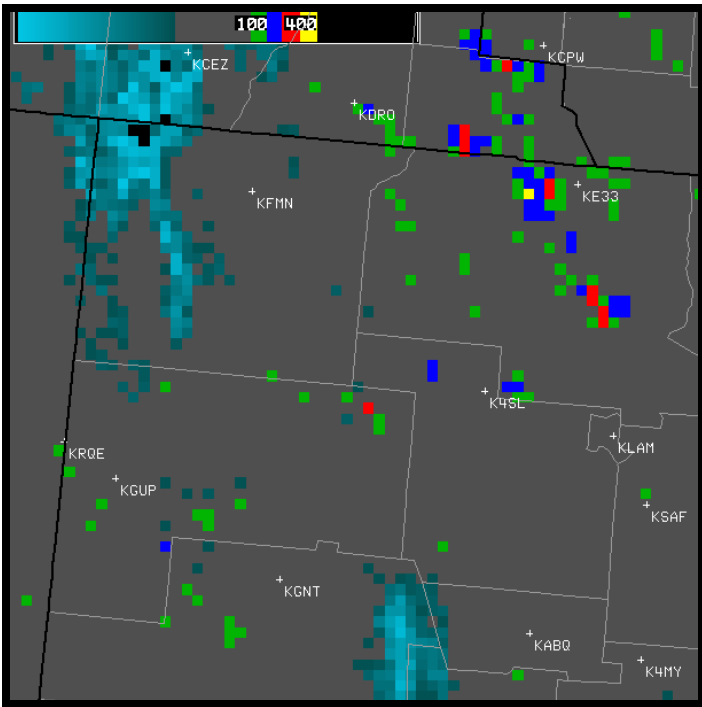 100 400
KCPW
KCEZ
KDRO
KE33
KFMN
K4SL
KLAM
KRQE
KGUP
KSAF
KGNT
KABQ
K4MY